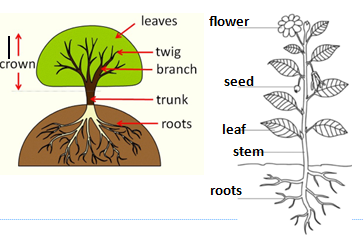 leaves
twig
crown
branch
trunk
roots
flower
seed
leaf
stem
roots